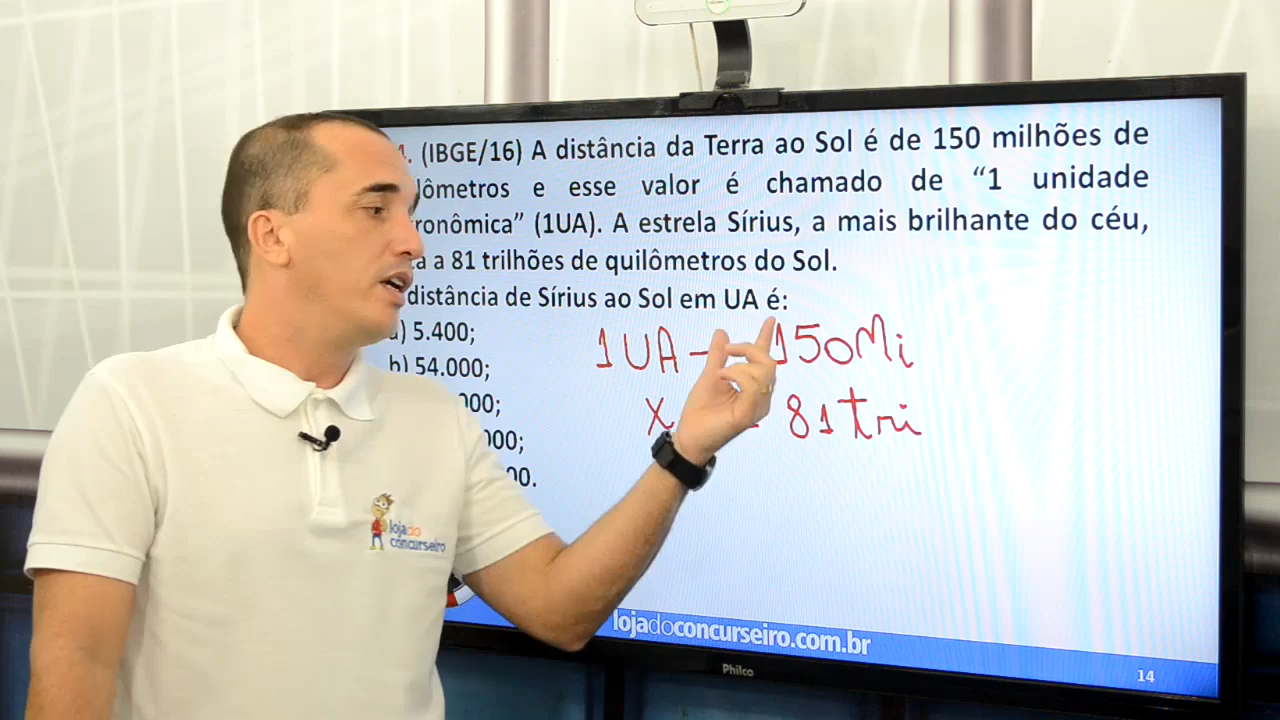 . (IBGE/16) A distância da Terra ao Sol é de 150 milhões de
lômetros e esse valor é chamado de “1 unidade
ronômica” (1UA). A estrela Sírius, a mais brilhante do céu,
a 81 trilhões de quilômetros do Sol.
distância de Sírius ao Sol em UA é:
a) 5.400;
b) 54.000;
000;
000;
00.
1UA - 150Mi
x 81tri
lojado
concurseiro
lojadoconcurseiro.com.br
Philco
14